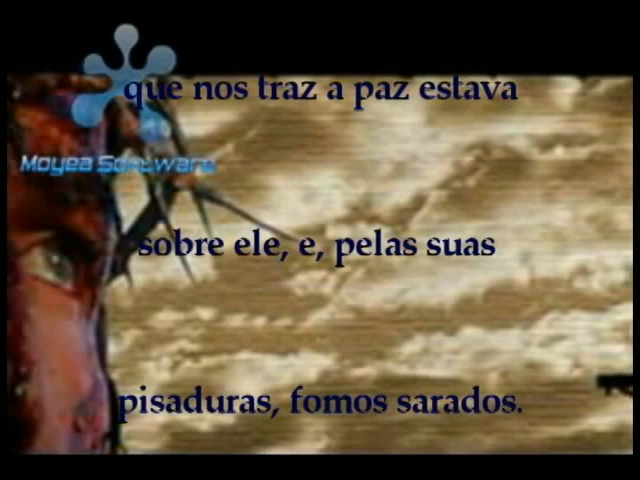 que nos traz a paz estava
Moyea Software
sobre ele, e, pelas suas
pisaduras, fomos sarados.